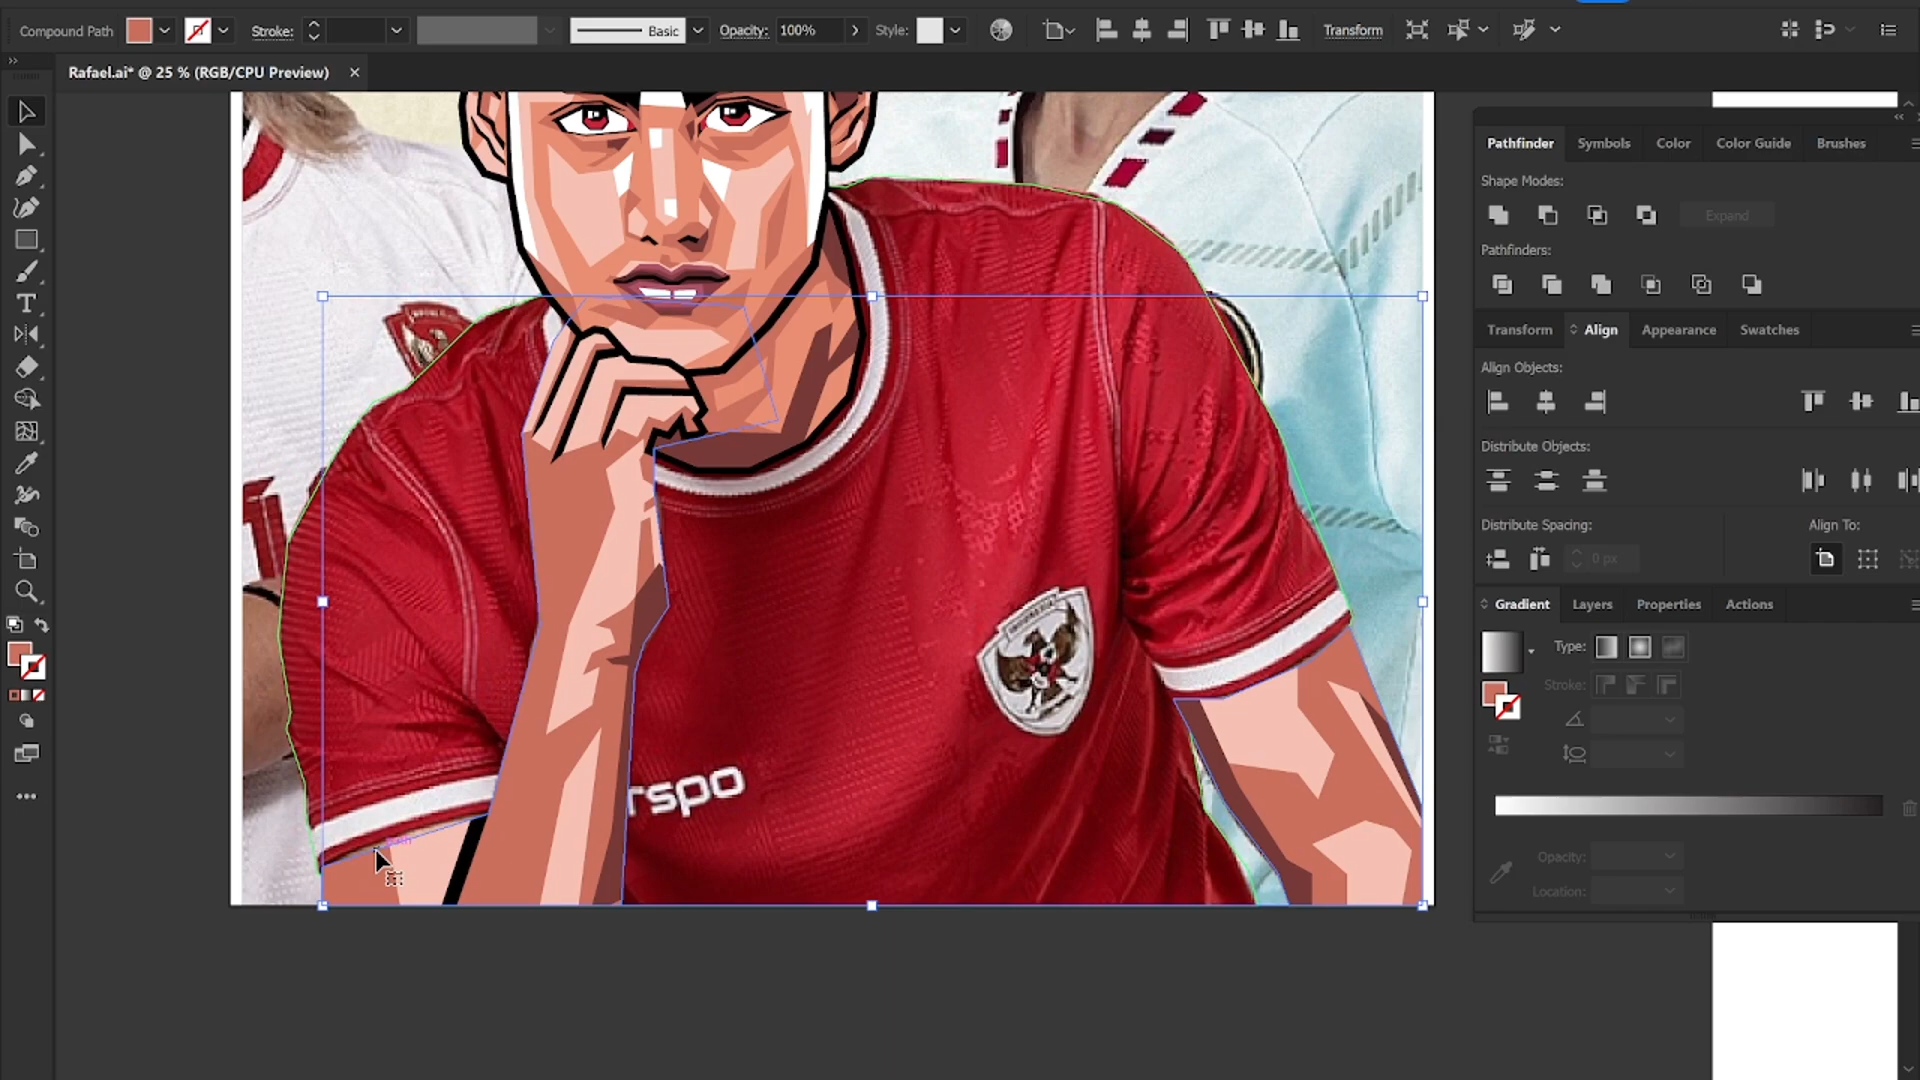 Compound Path
Stroke:
Basic
Opacity:
100%
Style:
Transform
Rafael.ai* @ 25 % (RGB/CPU Preview)
Pathfinder
Symbols
Color
Color Guide
Brushes
Shape Modes:
Expand
Pathfinders:
Transform
Align
Appearance
Swatches
Align Objects:
Distribute Objects:
Distribute Spacing:
Align To:
0 px
Gradient
Layers
Properties
Actions
Type:
Stroke:
Opacity:
Location:
rspo